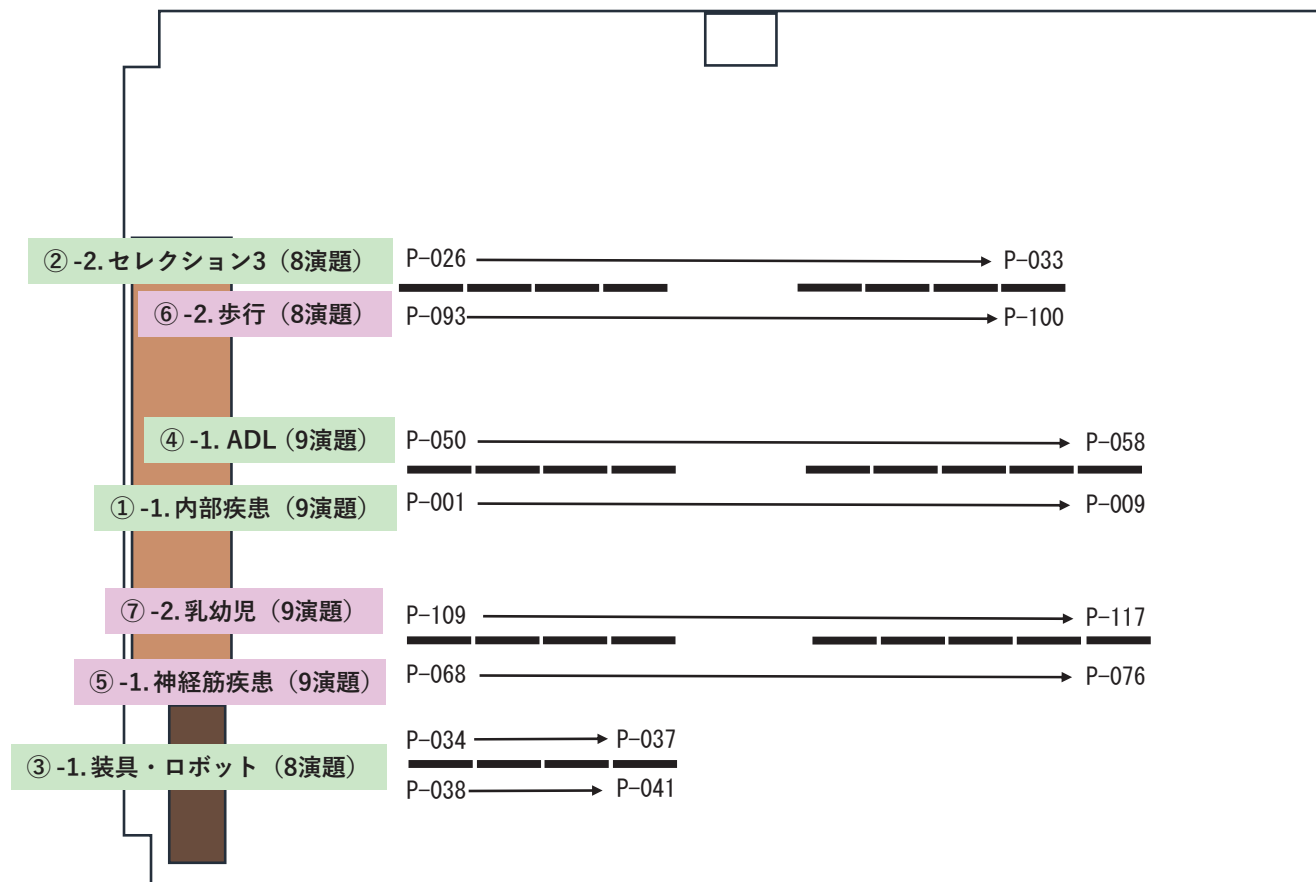 ②-2.セレクション3（8演題） P-026 P-033
⑥-2.歩行（8演題） P-093 P-100
④-1. ADL（9演題） P-050 P-058
①-1.内部疾患（9演題） P-001 P-009
⑦-2.乳幼児（9演題） P-109 P-117
⑤-1.神経筋疾患（9演題） P-068 P-076
P-034 P-037
③-1.装具・ロボット（8演題）
P-038 P-041